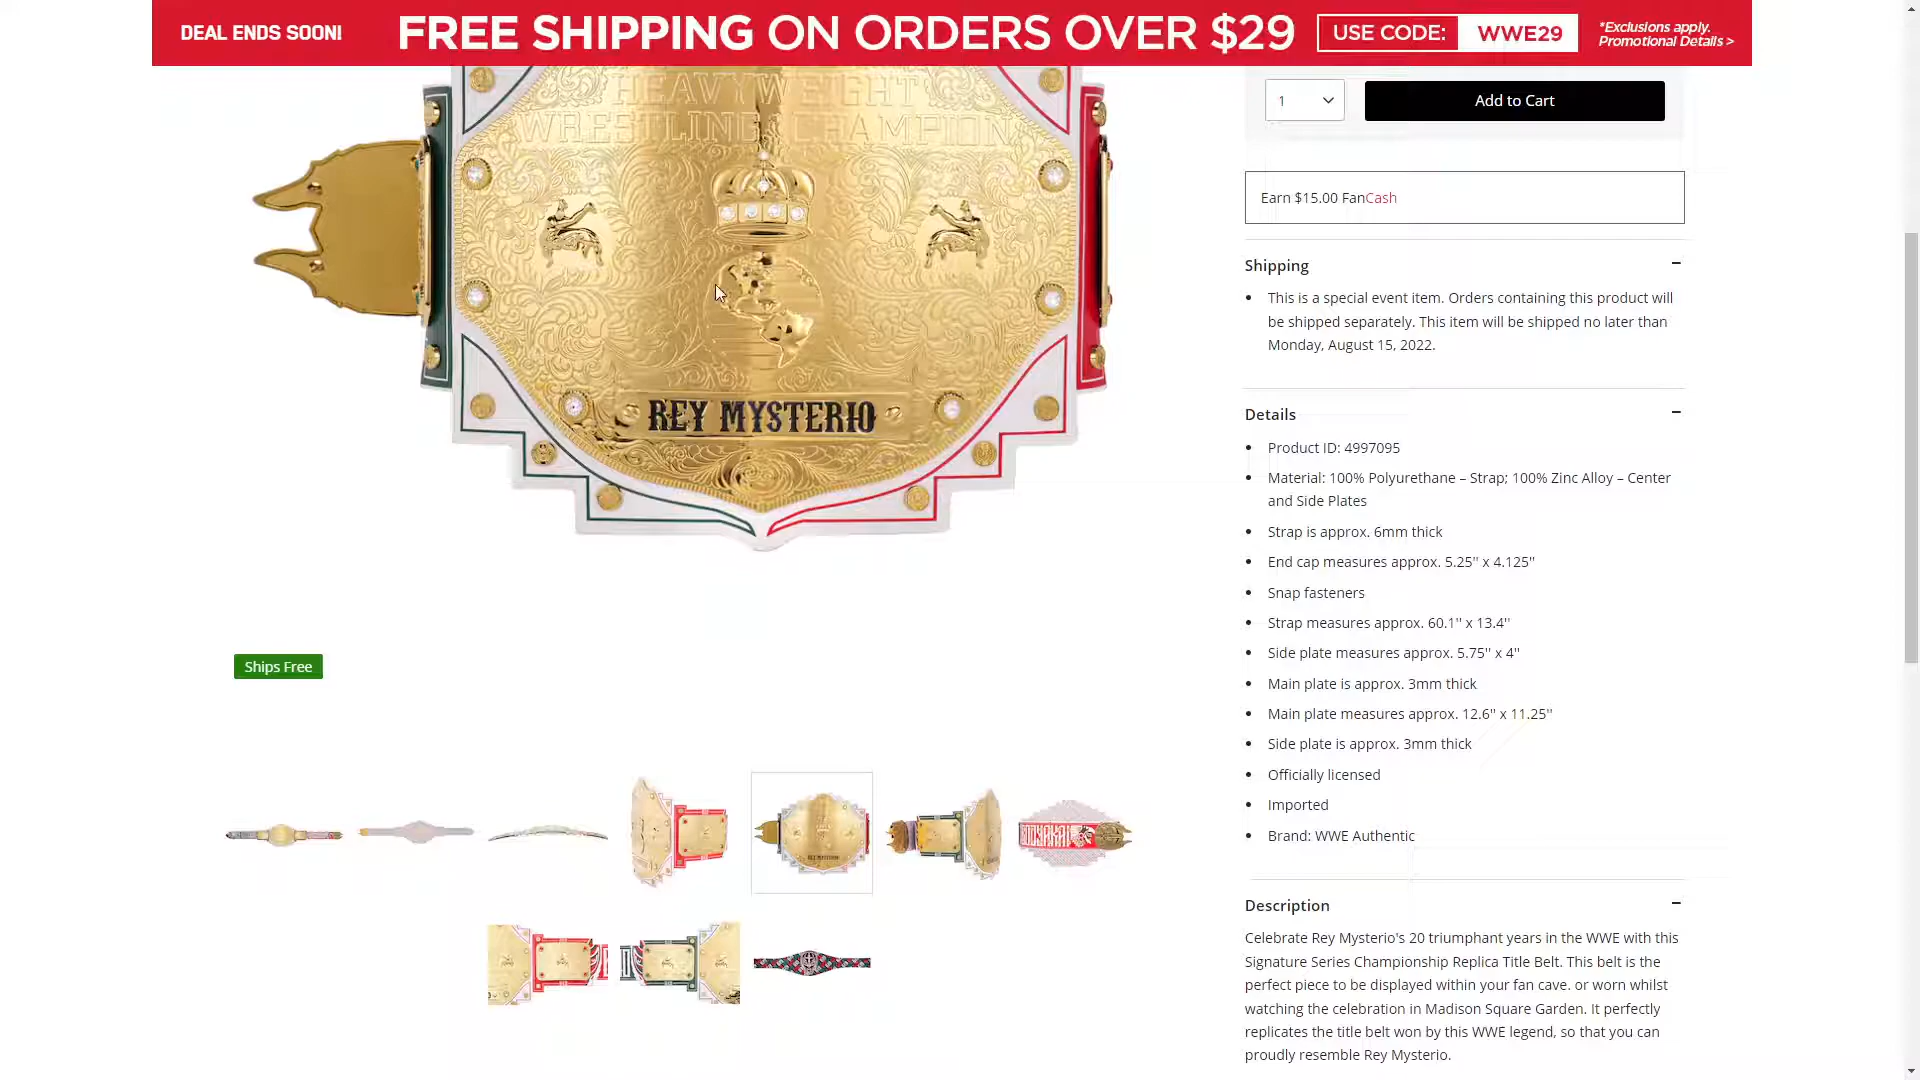 DEAL ENDS SOON!
FREE SHIPPING ON ORDERS OVER $29
USE CODE: WWE29
*Exclusions apply.
Promotional Details >
HEAVYWEIGHT
WRESTLING CHAMPION
REY MYSTERIO
Ships Free
1
Add to Cart
Earn $15.00 FanCash
Shipping
This is a special event item. Orders containing this product will
be shipped separately. This item will be shipped no later than
Monday, August 15, 2022.
Details
Product ID: 4997095
Material: 100% Polyurethane – Strap; 100% Zinc Alloy – Center
and Side Plates
Strap is approx. 6mm thick
End cap measures approx. 5.25'' x 4.125''
Snap fasteners
Strap measures approx. 60.1'' x 13.4''
Side plate measures approx. 5.75'' x 4''
Main plate is approx. 3mm thick
Main plate measures approx. 12.6'' x 11.25''
Side plate is approx. 3mm thick
Officially licensed
Imported
Brand: WWE Authentic
Description
Celebrate Rey Mysterio's 20 triumphant years in the WWE with this
Signature Series Championship Replica Title Belt. This belt is the
perfect piece to be displayed within your fan cave. or worn whilst
watching the celebration in Madison Square Garden. It perfectly
replicates the title belt won by this WWE legend, so that you can
proudly resemble Rey Mysterio.